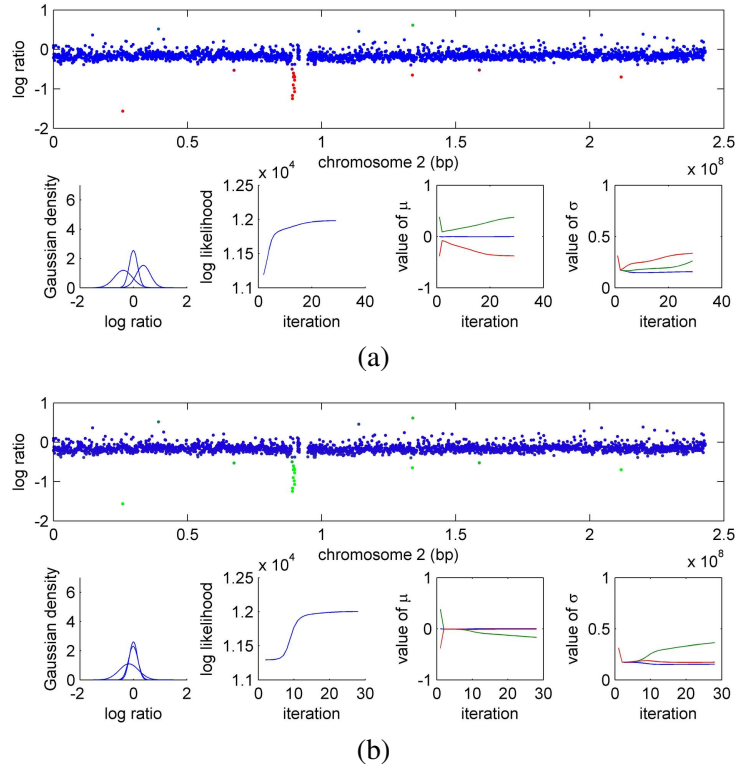 1
0
-1
-2
log ratio
0 0.5 1 1.5 2 2.5
chromosome 2 (bp)
× 10^8
6
4
2
0
Gaussian density
-2 0 2
log ratio
× 10^4
1.25
1.2
1.15
1.1
log likelihood
0 20 40
iteration
1
0
-1
value of μ
0 20 40
iteration
0.5
0
value of σ
0 20 40
iteration
(a)
1
0
-1
-2
log ratio
0 0.5 1 1.5 2 2.5
chromosome 2 (bp)
× 10^8
6
4
2
0
Gaussian density
-2 0 2
log ratio
× 10^4
1.25
1.2
1.15
1.1
log likelihood
0 10 20 30
iteration
1
0
-1
value of μ
0 10 20 30
iteration
1
0.5
0
value of σ
0 10 20 30
iteration
(b)